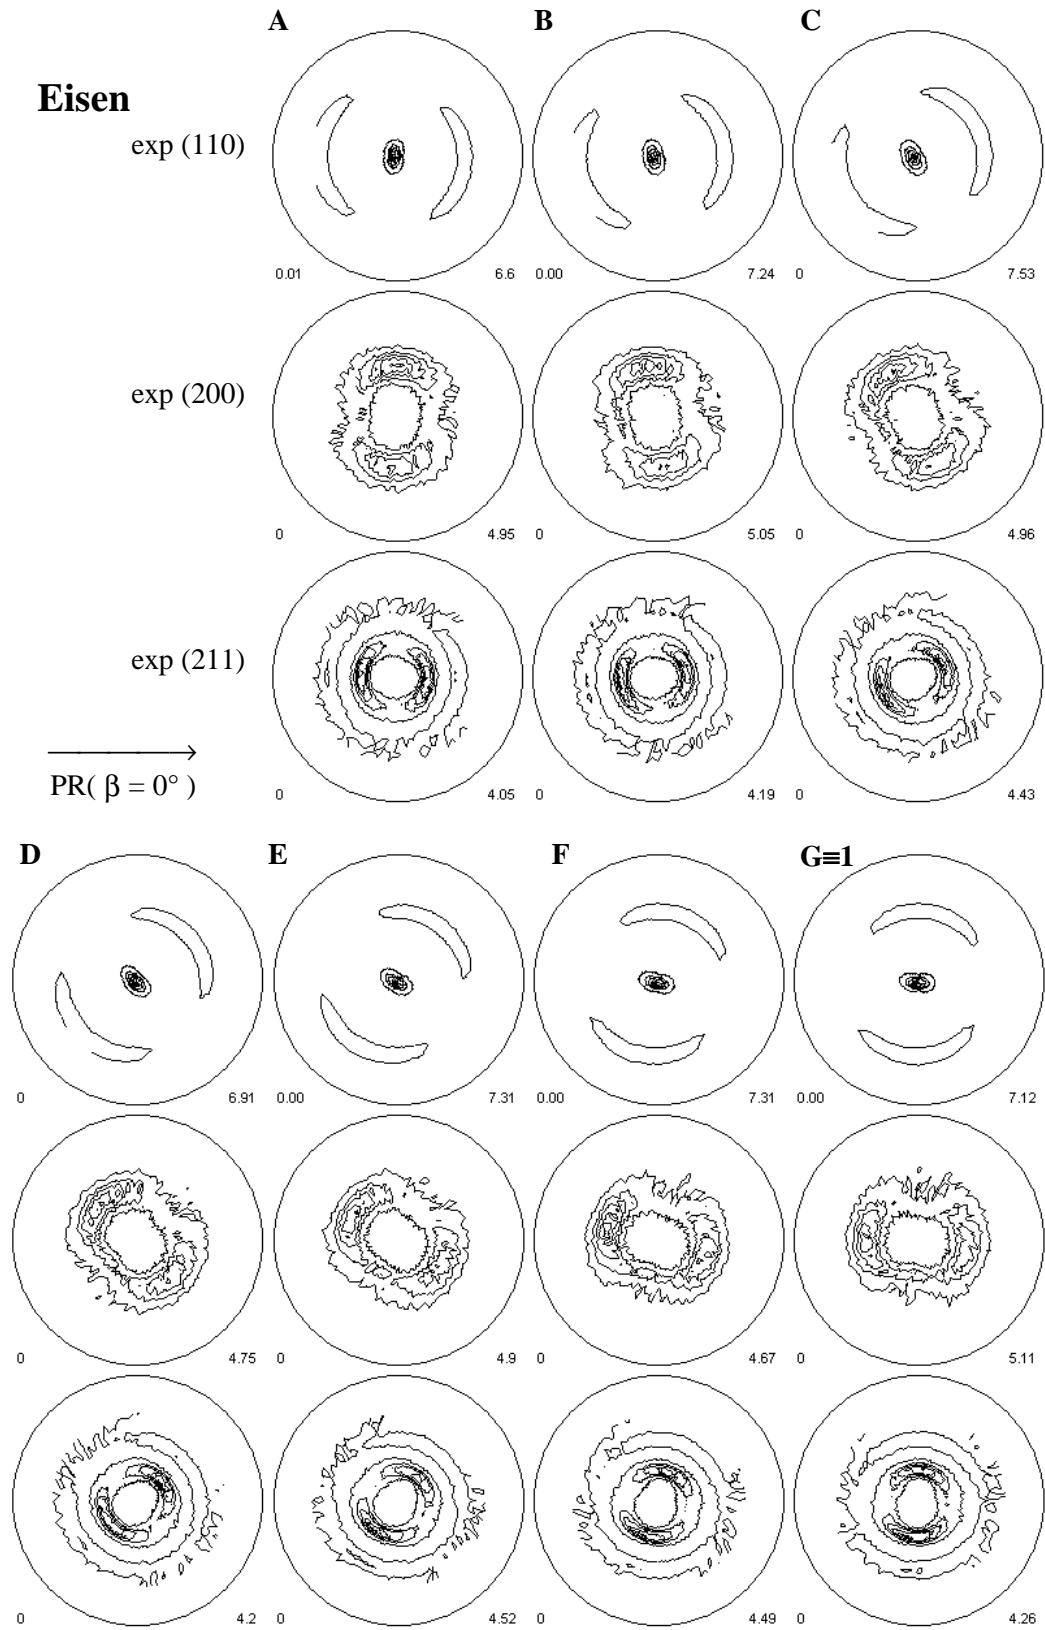 A B C
Eisen
exp (110)
0.01 6.6 0.00 7.24 0 7.53
exp (200)
0 4.95 0 5.05 0 4.96
exp (211)
PR( β = 0° )
0 4.05 0 4.19 0 4.43
D E F G≡1
0 6.91 0.00 7.31 0.00 7.31 0.00 7.12
0 4.75 0 4.9 0 4.67 0 5.11
0 4.2 0 4.52 0 4.49 0 4.26